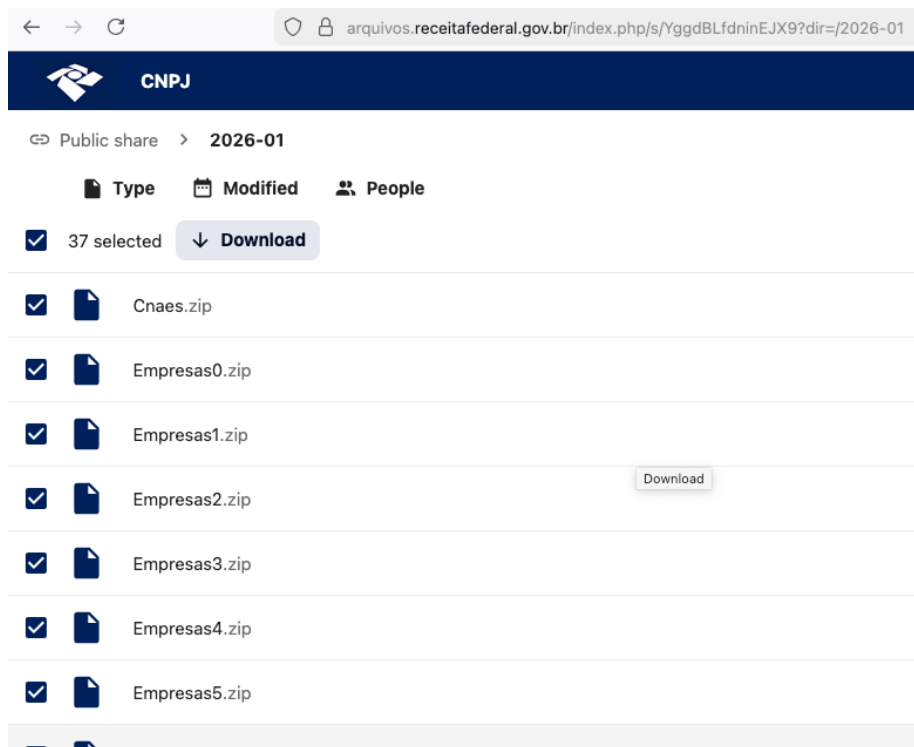 arquivos.receitafederal.gov.br/index.php/s/YggdBLfdninEJX9?dir=/2026-01
CNPJ
Public share > 2026-01
Type Modified People
37 selected Download
Cnaes.zip
Empresas0.zip
Empresas1.zip
Download
Empresas2.zip
Empresas3.zip
Empresas4.zip
Empresas5.zip